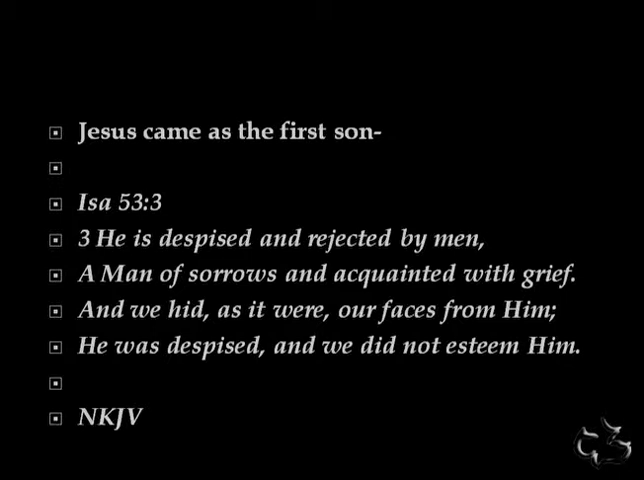 Jesus came as the first son-
Isa 53:3
3 He is despised and rejected by men,
A Man of sorrows and acquainted with grief.
And we hid, as it were, our faces from Him;
He was despised, and we did not esteem Him.
NKJV